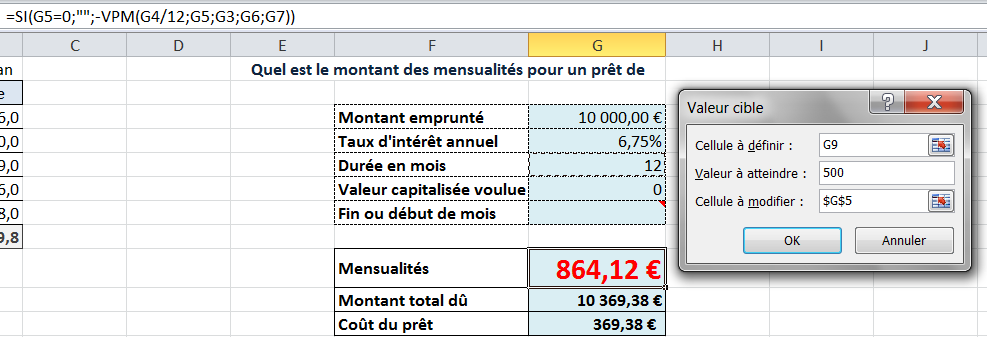 =SI(G5=0;"";-VPM(G4/12;G5;G3;G6;G7))
C D E F G H I J
an Quel est le montant des mensualités pour un prêt de
e
6,0 Montant emprunté 10 000,00 €
0,0 Taux d'intérêt annuel 6,75%
9,0 Durée en mois 12
6,0 Valeur capitalisée voulue 0
8,0 Fin ou début de mois
9,8
Mensualités 864,12 €
Montant total dû 10 369,38 €
Coût du prêt 369,38 €
Valeur cible
?
Cellule à définir : G9
Valeur à atteindre : 500
Cellule à modifier : $G$5
OK Annuler